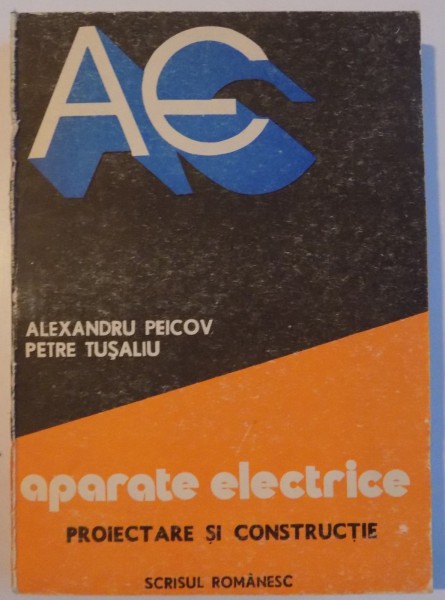 AE
ALEXANDRU PEICOV
PETRE TUȘALIU
aparate electrice
PROIECTARE ȘI CONSTRUCȚIE
SCRISUL ROMÂNESC